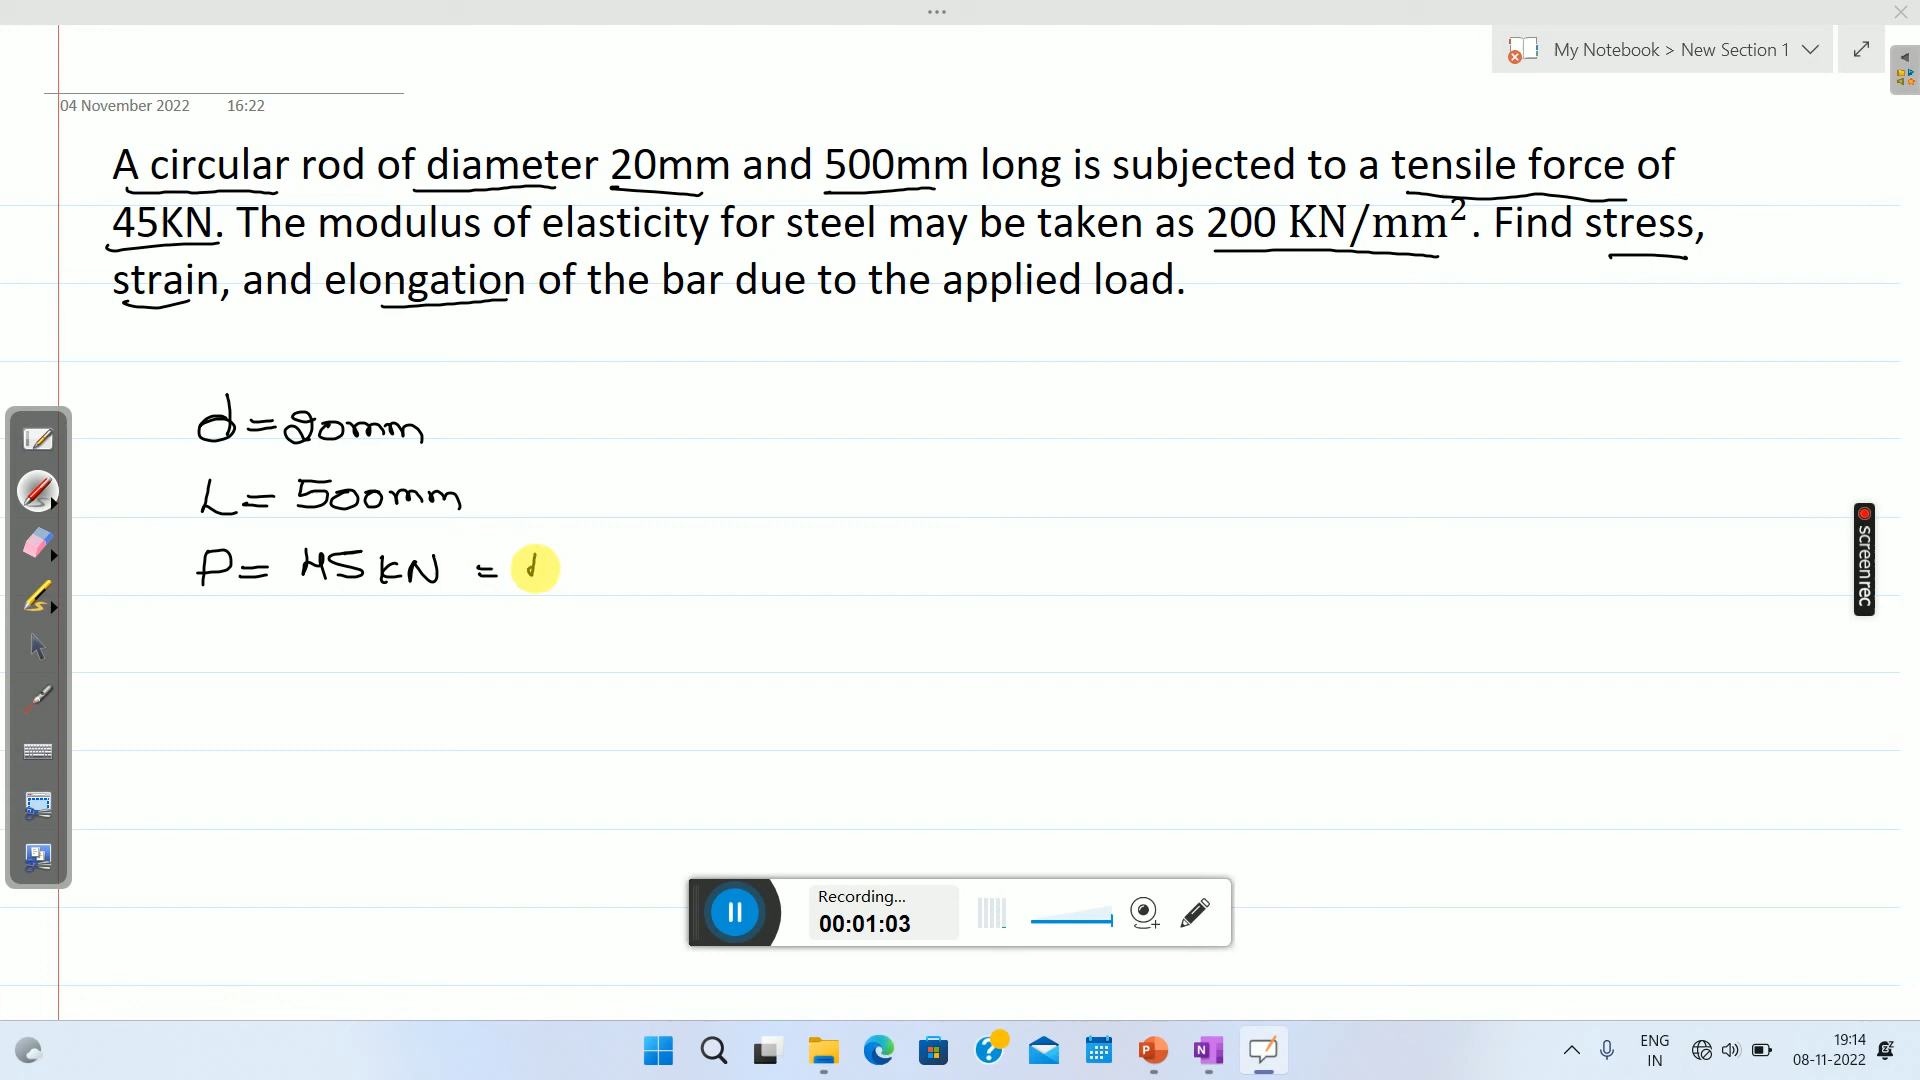 My Notebook > New Section 1
04 November 2022 16:22
A circular rod of diameter 20mm and 500mm long is subjected to a tensile force of
45KN. The modulus of elasticity for steel may be taken as 200 KN/mm². Find stress,
strain, and elongation of the bar due to the applied load.
d = 20mm
L = 500mm
P = 45 kN =
screenrec
Recording...
00:01:03
ENG
IN
19:14
08-11-2022